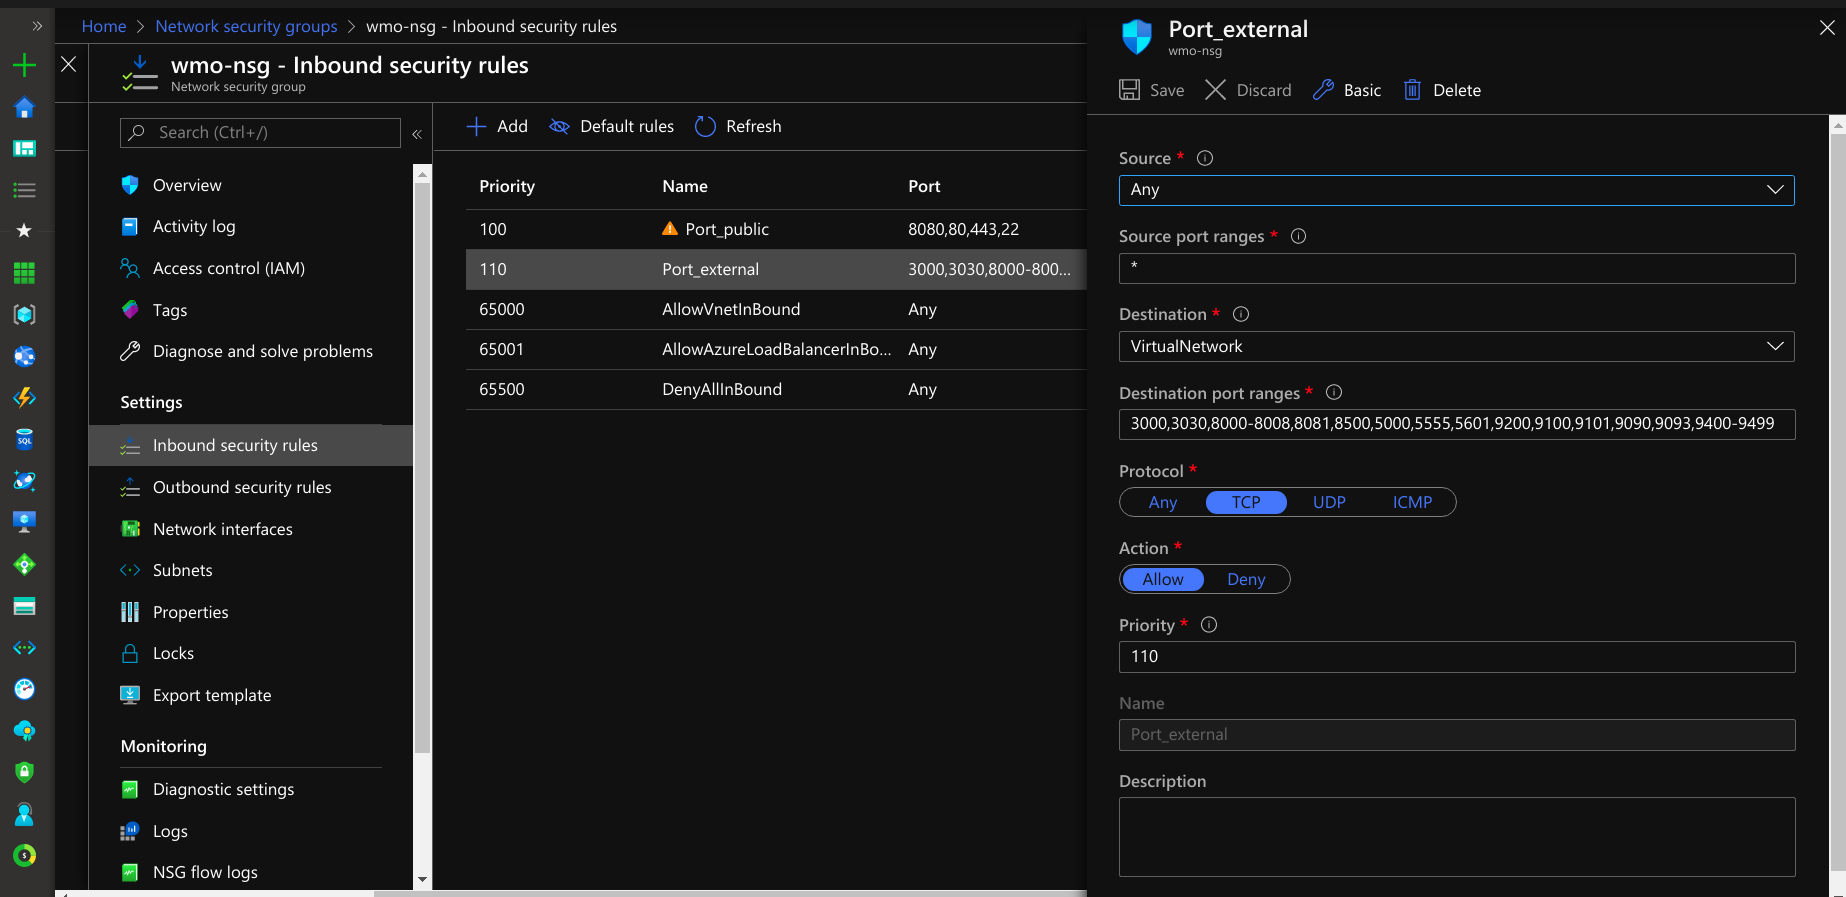 Home > Network security groups > wmo-nsg - Inbound security rules
wmo-nsg - Inbound security rules
Network security group
Search (Ctrl+/)
Overview
Activity log
Access control (IAM)
Tags
Diagnose and solve problems
Settings
Inbound security rules
Outbound security rules
Network interfaces
Subnets
Properties
Locks
Export template
Monitoring
Diagnostic settings
Logs
NSG flow logs
Add Default rules Refresh
Priority Name Port
100 Port_public 8080,80,443,22
110 Port_external 3000,3030,8000-800...
65000 AllowVnetInBound Any
65001 AllowAzureLoadBalancerInBo... Any
65500 DenyAllInBound Any
Port_external
wmo-nsg
Save Discard Basic Delete
Source *
Any
Source port ranges *
*
Destination *
VirtualNetwork
Destination port ranges *
3000,3030,8000-8008,8081,8500,5000,5555,5601,9200,9100,9101,9090,9093,9400-9499
Protocol *
Any TCP UDP ICMP
Action *
Allow Deny
Priority *
110
Name
Port_external
Description